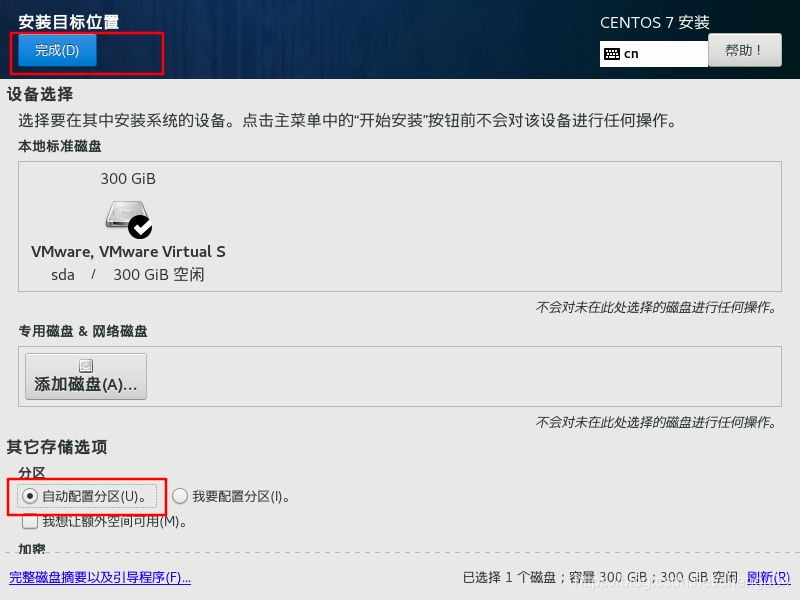 安装目标位置
CENTOS 7 安装
完成(D)
cn
帮助！
设备选择
选择要在其中安装系统的设备。点击主菜单中的“开始安装”按钮前不会对该设备进行任何操作。
本地标准磁盘
300 GiB
VMware, VMware Virtual S
sda / 300 GiB 空闲
不会对未在此处选择的磁盘进行任何操作。
专用磁盘 & 网络磁盘
添加磁盘(A)...
不会对未在此处选择的磁盘进行任何操作。
其它存储选项
分区
自动配置分区(U)。
我要配置分区(I)。
我想让额外空间可用(M)。
加密
完整磁盘摘要以及引导程序(F)...
已选择 1 个磁盘；容量 300 GiB；300 GiB 空闲
刷新(R)